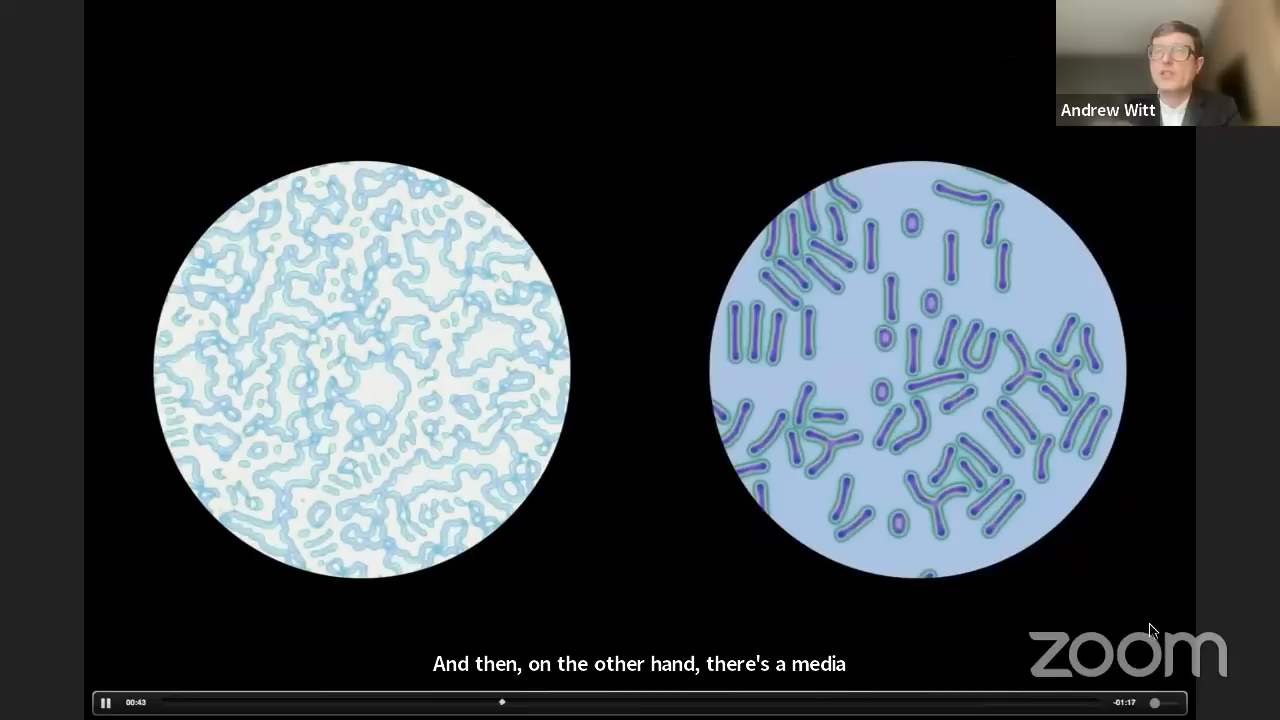 Andrew Witt
And then, on the other hand, there's a media
zoom
00:43
-01:17